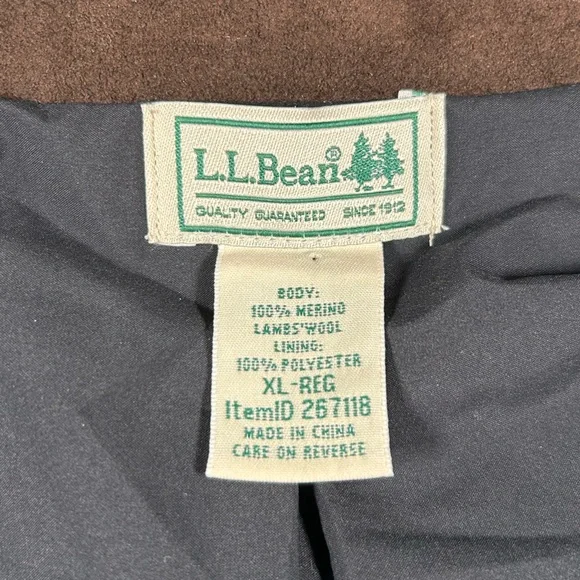 L.L.Bean®
QUALITY GUARANTEED SINCE 1912
BODY:
100% MERINO
LAMBS'WOOL
LINING:
100% POLYESTER
XL-REG
ItemID 267118
MADE IN CHINA
CARE ON REVERSE